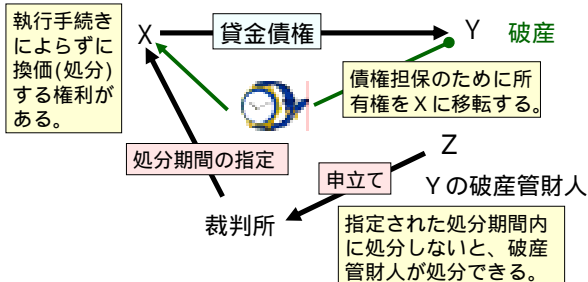 執行手続き
によらずに
換価(処分)
する権利が
ある。
X
貸金債権
Y
破産
債権担保のために所
有権をXに移転する。
処分期間の指定
申立て
Z
Yの破産管財人
裁判所
指定された処分期間内
に処分しないと、破産
管財人が処分できる。